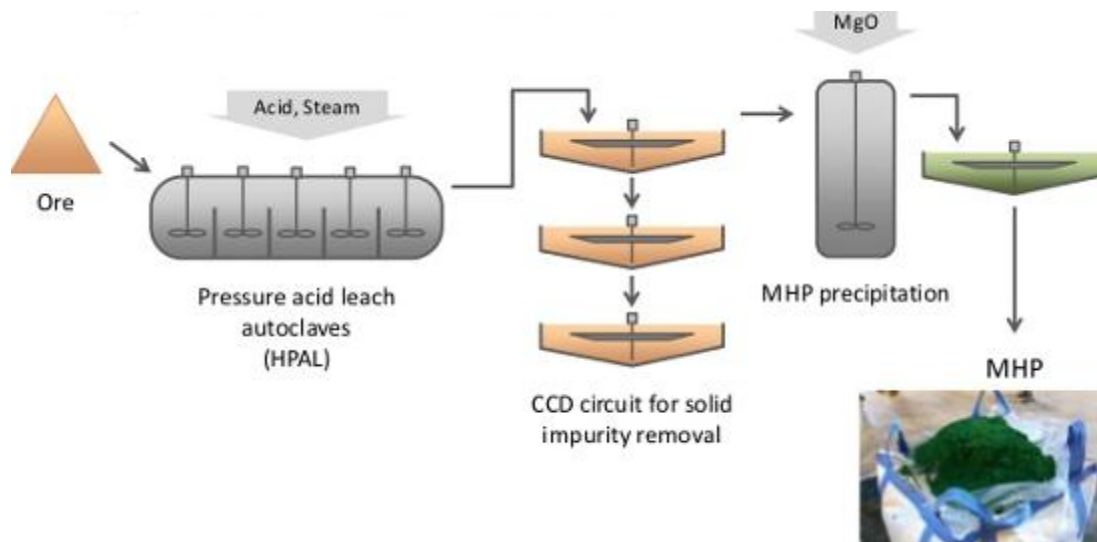 MgO
Acid, Steam
Ore
Pressure acid leach
autoclaves
(HPAL)
CCD circuit for solid
impurity removal
MHP precipitation
MHP